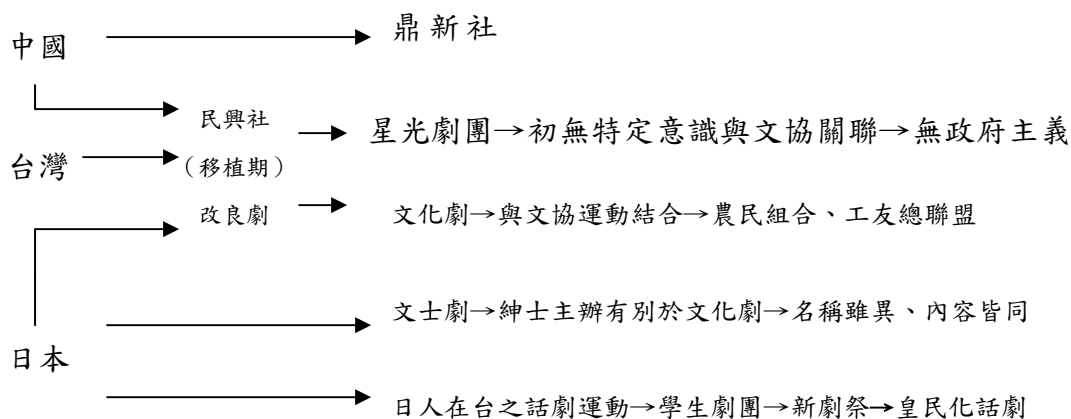 中國 鼎新社
民興社
星光劇團→初無特定意識與文協關聯→無政府主義
台灣 （移植期）
改良劇 文化劇→與文協運動結合→農民組合、工友總聯盟
文士劇→紳士主辦有別於文化劇→名稱雖異、內容皆同
日本
日人在台之話劇運動→學生劇團→新劇祭→皇民化話劇